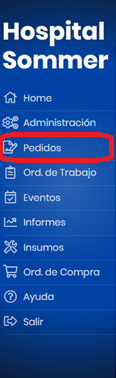 Hospital
Sommer
Home
Administración
Pedidos
Ord. de Trabajo
Eventos
Informes
Insumos
Ord. de Compra
Ayuda
Salir